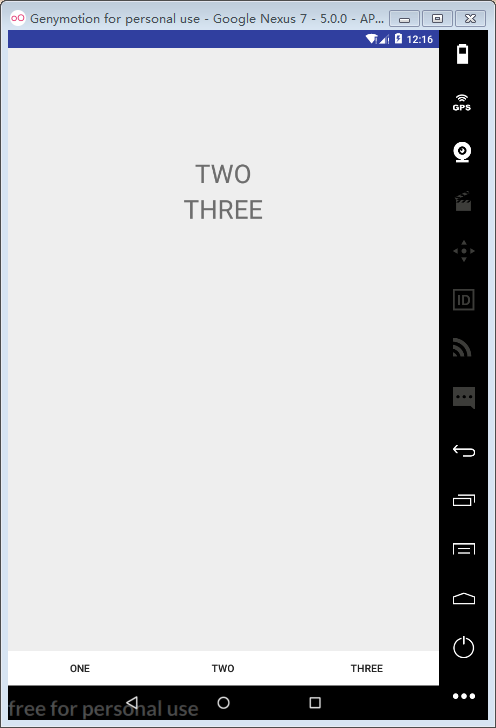 Genymotion for personal use - Google Nexus 7 - 5.0.0 - AP...
12:16
GPS
TWO
THREE
ID
ONE TWO THREE
free for personal use